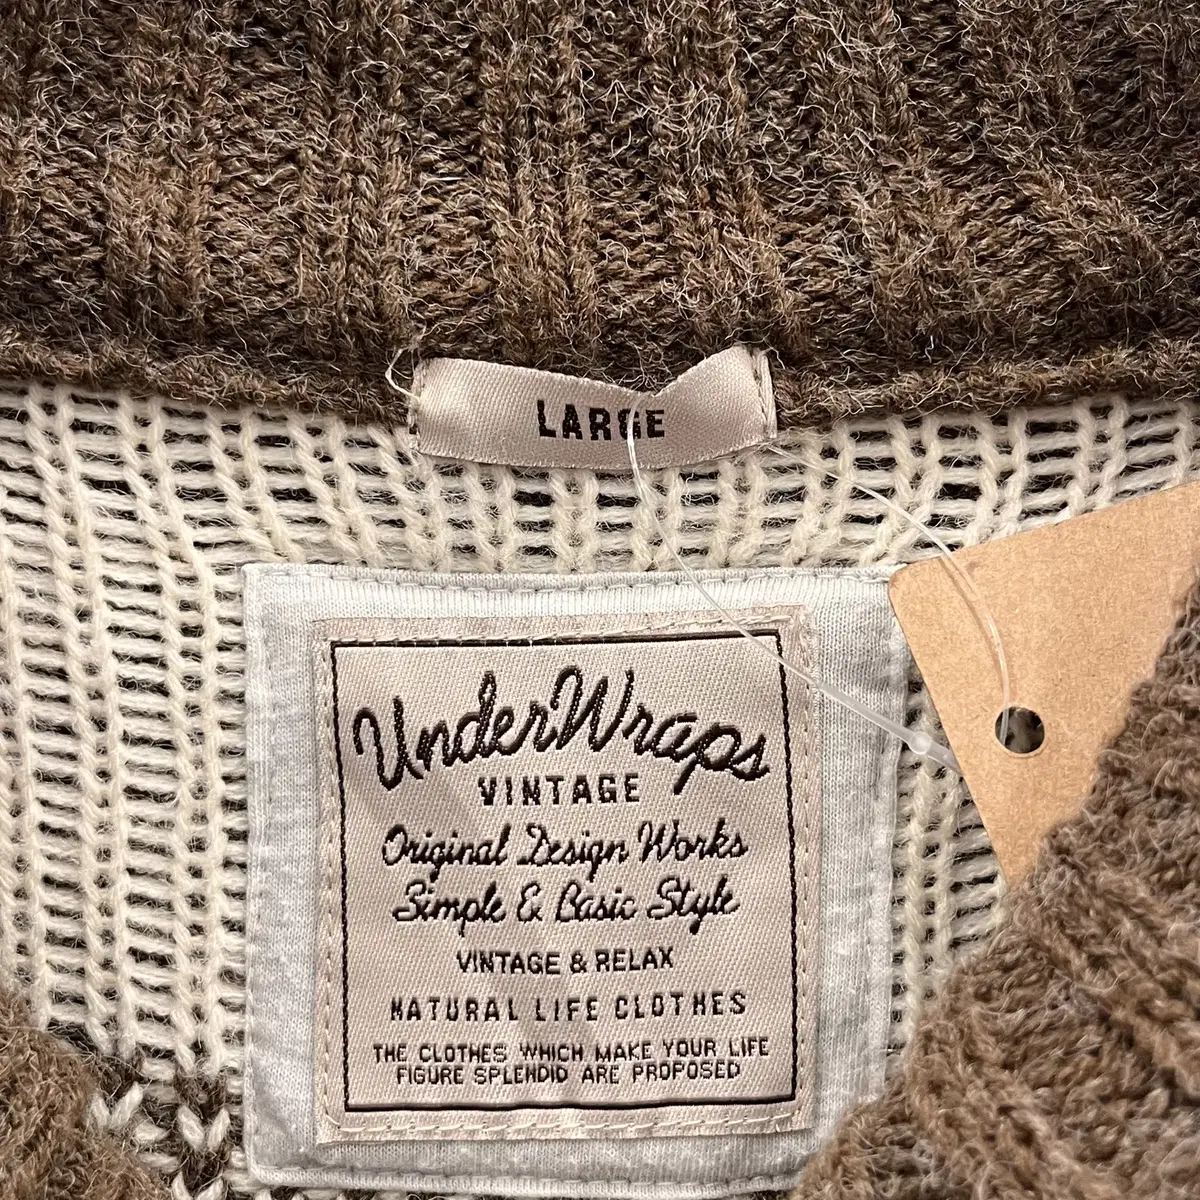 LARGE
UnderWraps
VINTAGE
Original Design Works
Simple & Basic Style
VINTAGE & RELAX
NATURAL LIFE CLOTHES
THE CLOTHES WHICH MAKE YOUR LIFE
FIGURE SPLENDID ARE PROPOSED